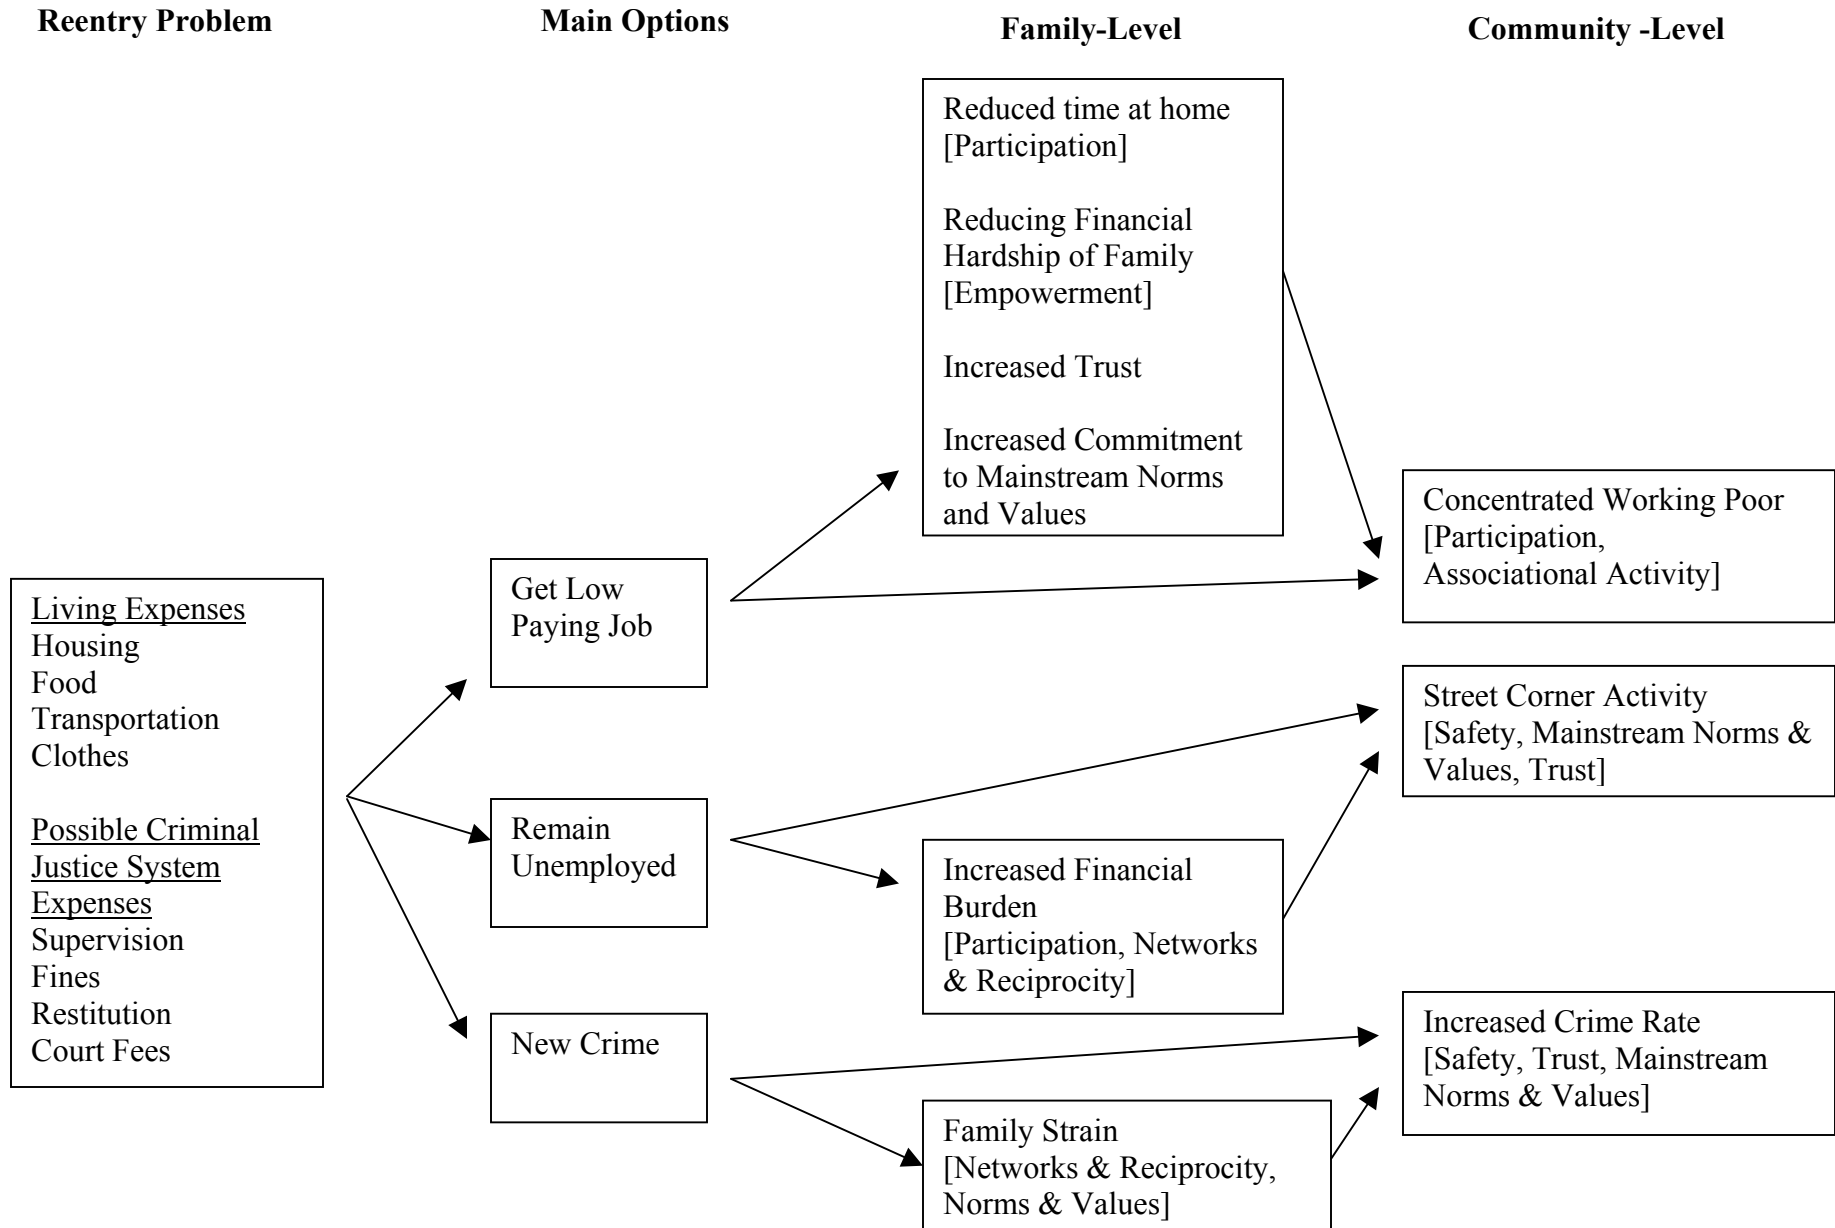 Reentry Problem
Main Options
Family-Level
Community -Level
Living Expenses
Housing
Food
Transportation
Clothes
Possible Criminal
Justice System
Expenses
Supervision
Fines
Restitution
Court Fees
Get Low
Paying Job
Remain
Unemployed
New Crime
Reduced time at home
[Participation]
Reducing Financial
Hardship of Family
[Empowerment]
Increased Trust
Increased Commitment
to Mainstream Norms
and Values
Increased Financial
Burden
[Participation, Networks
& Reciprocity]
Family Strain
[Networks & Reciprocity,
Norms & Values]
Concentrated Working Poor
[Participation,
Associational Activity]
Street Corner Activity
[Safety, Mainstream Norms &
Values, Trust]
Increased Crime Rate
[Safety, Trust, Mainstream
Norms & Values]